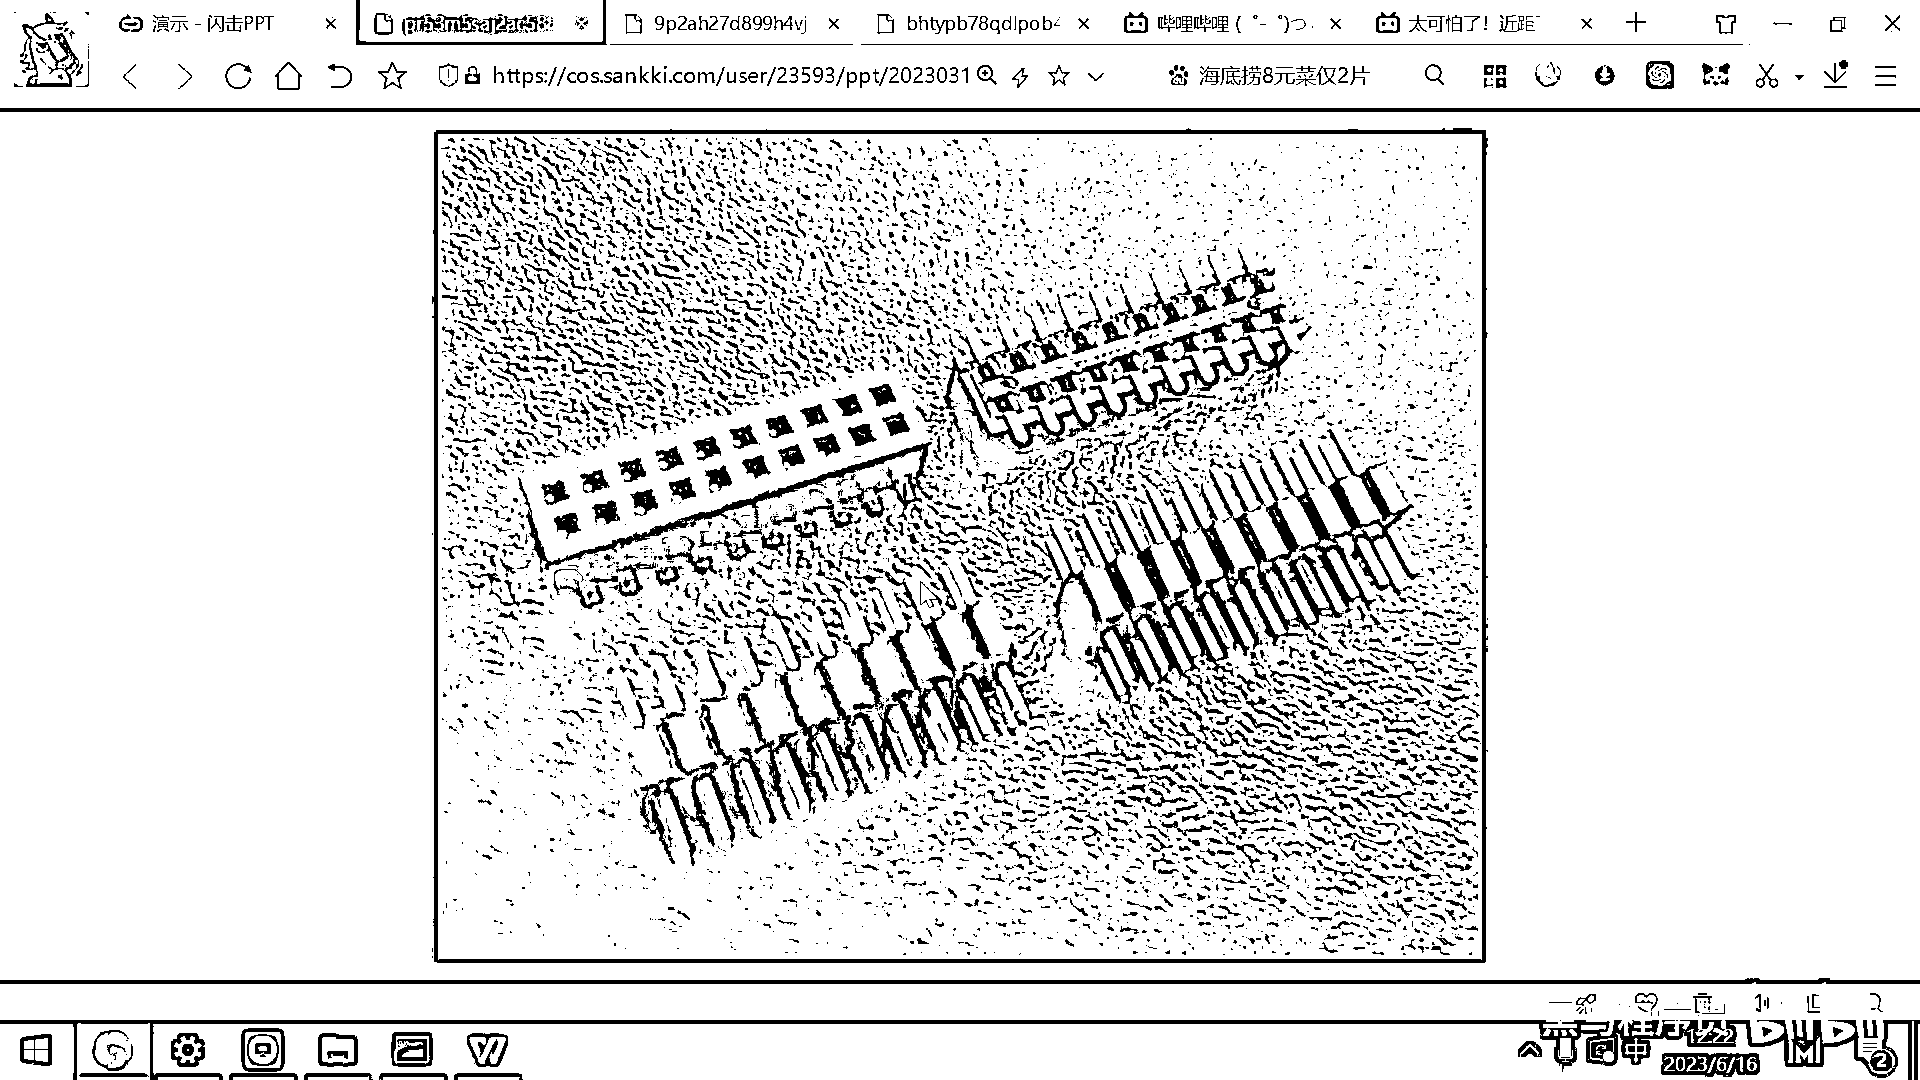 演示 - 闪击PPT
9p2ah27d899h4vj
bhtypb78qdlpob4
哔哩哔哩 ( ゜- ゜)つ
太可怕了！近距
https://cos.sankki.com/user/23593/ppt/2023031
海底捞8元菜仅2片
中
2023/6/16
2